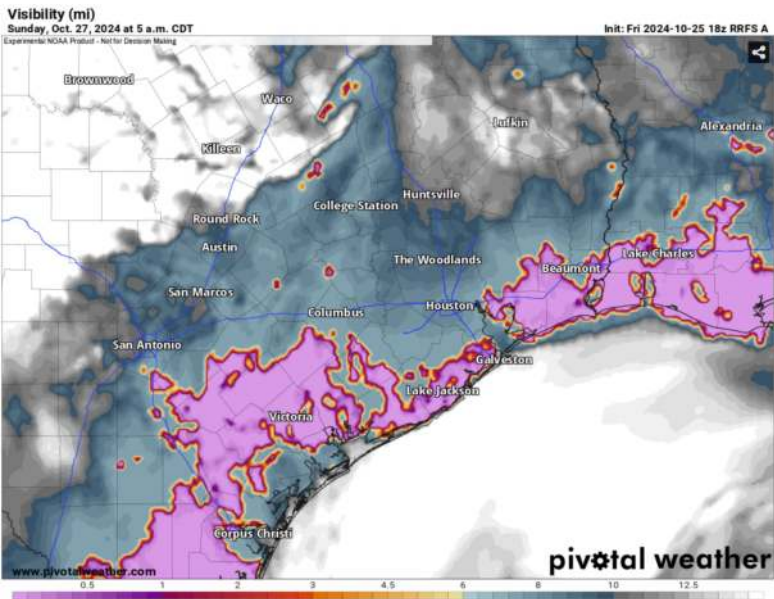 Visibility (mi)
Sunday, Oct. 27, 2024 at 5 a.m. CDT
Init: Fri 2024-10-25 18z RRFS A
Experimental NOAA Product - Not for Decision Making
Brownwood
Waco
Lufkin
Alexandria
Killeen
Huntsville
College Station
Round Rock
Austin
The Woodlands
Lake Charles
Beaumont
San Marcos
Columbus
Houston
San Antonio
Galveston
Lake Jackson
Victoria
Corpus Christi
pivotal weather
www.pivotalweather.com
0.5 1 2 3 4.5 6 8 10 12.5